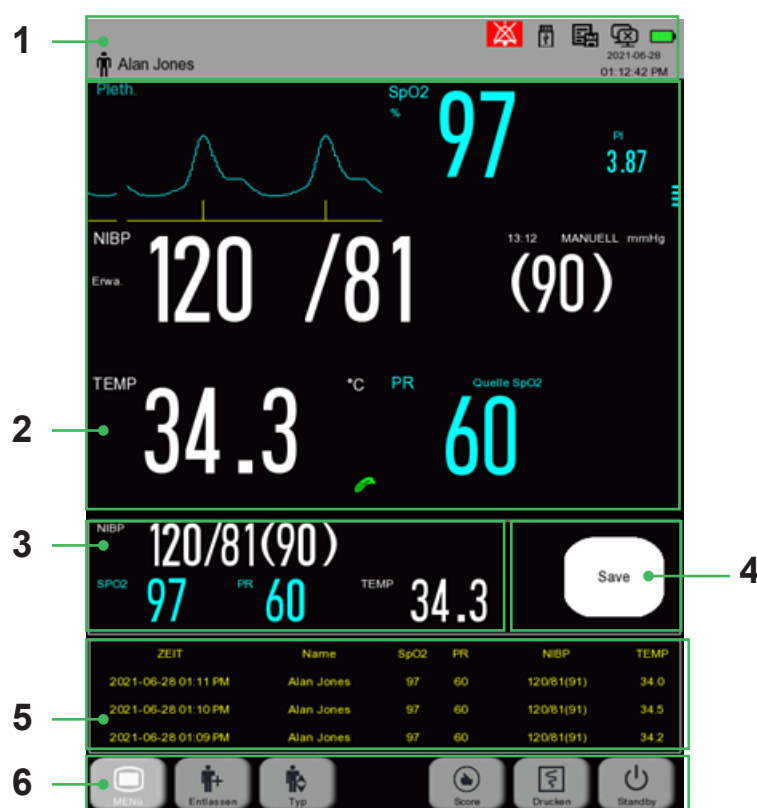 1
Alan Jones
2021-06-28
01:12:42 PM
Pleth.
SpO2
%
97
PI
3.87
NIBP
Erwa.
120 /81
13:12 MANUELL mmHg
(90)
TEMP
°C
34.3
PR
Quelle SpO2
60
2
3
NIBP
120/81(90)
SPO2
97
PR
60
TEMP
34.3
Save
4
ZEIT Name SpO2 PR NIBP TEMP
2021-06-28 01:11 PM Alan Jones 97 60 120/81(91) 34.0
2021-06-28 01:10 PM Alan Jones 97 60 120/81(91) 34.5
2021-06-28 01:09 PM Alan Jones 97 60 120/81(91) 34.2
5
6
MENü
Entlassen
Typ
Score
Drucken
Standby